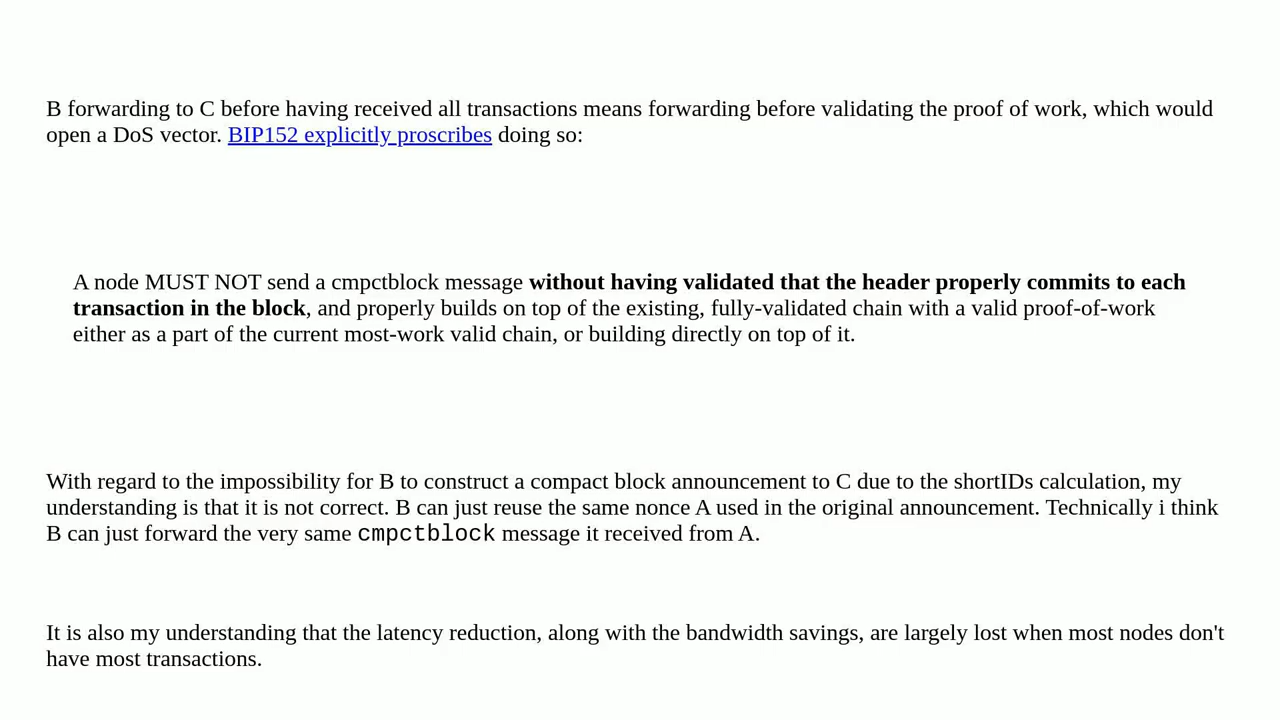 B forwarding to C before having received all transactions means forwarding before validating the proof of work, which would
open a DoS vector. BIP152 explicitly proscribes doing so:
A node MUST NOT send a cmpctblock message without having validated that the header properly commits to each
transaction in the block, and properly builds on top of the existing, fully-validated chain with a valid proof-of-work
either as a part of the current most-work valid chain, or building directly on top of it.
With regard to the impossibility for B to construct a compact block announcement to C due to the shortIDs calculation, my
understanding is that it is not correct. B can just reuse the same nonce A used in the original announcement. Technically i think
B can just forward the very same cmpctblock message it received from A.
It is also my understanding that the latency reduction, along with the bandwidth savings, are largely lost when most nodes don't
have most transactions.